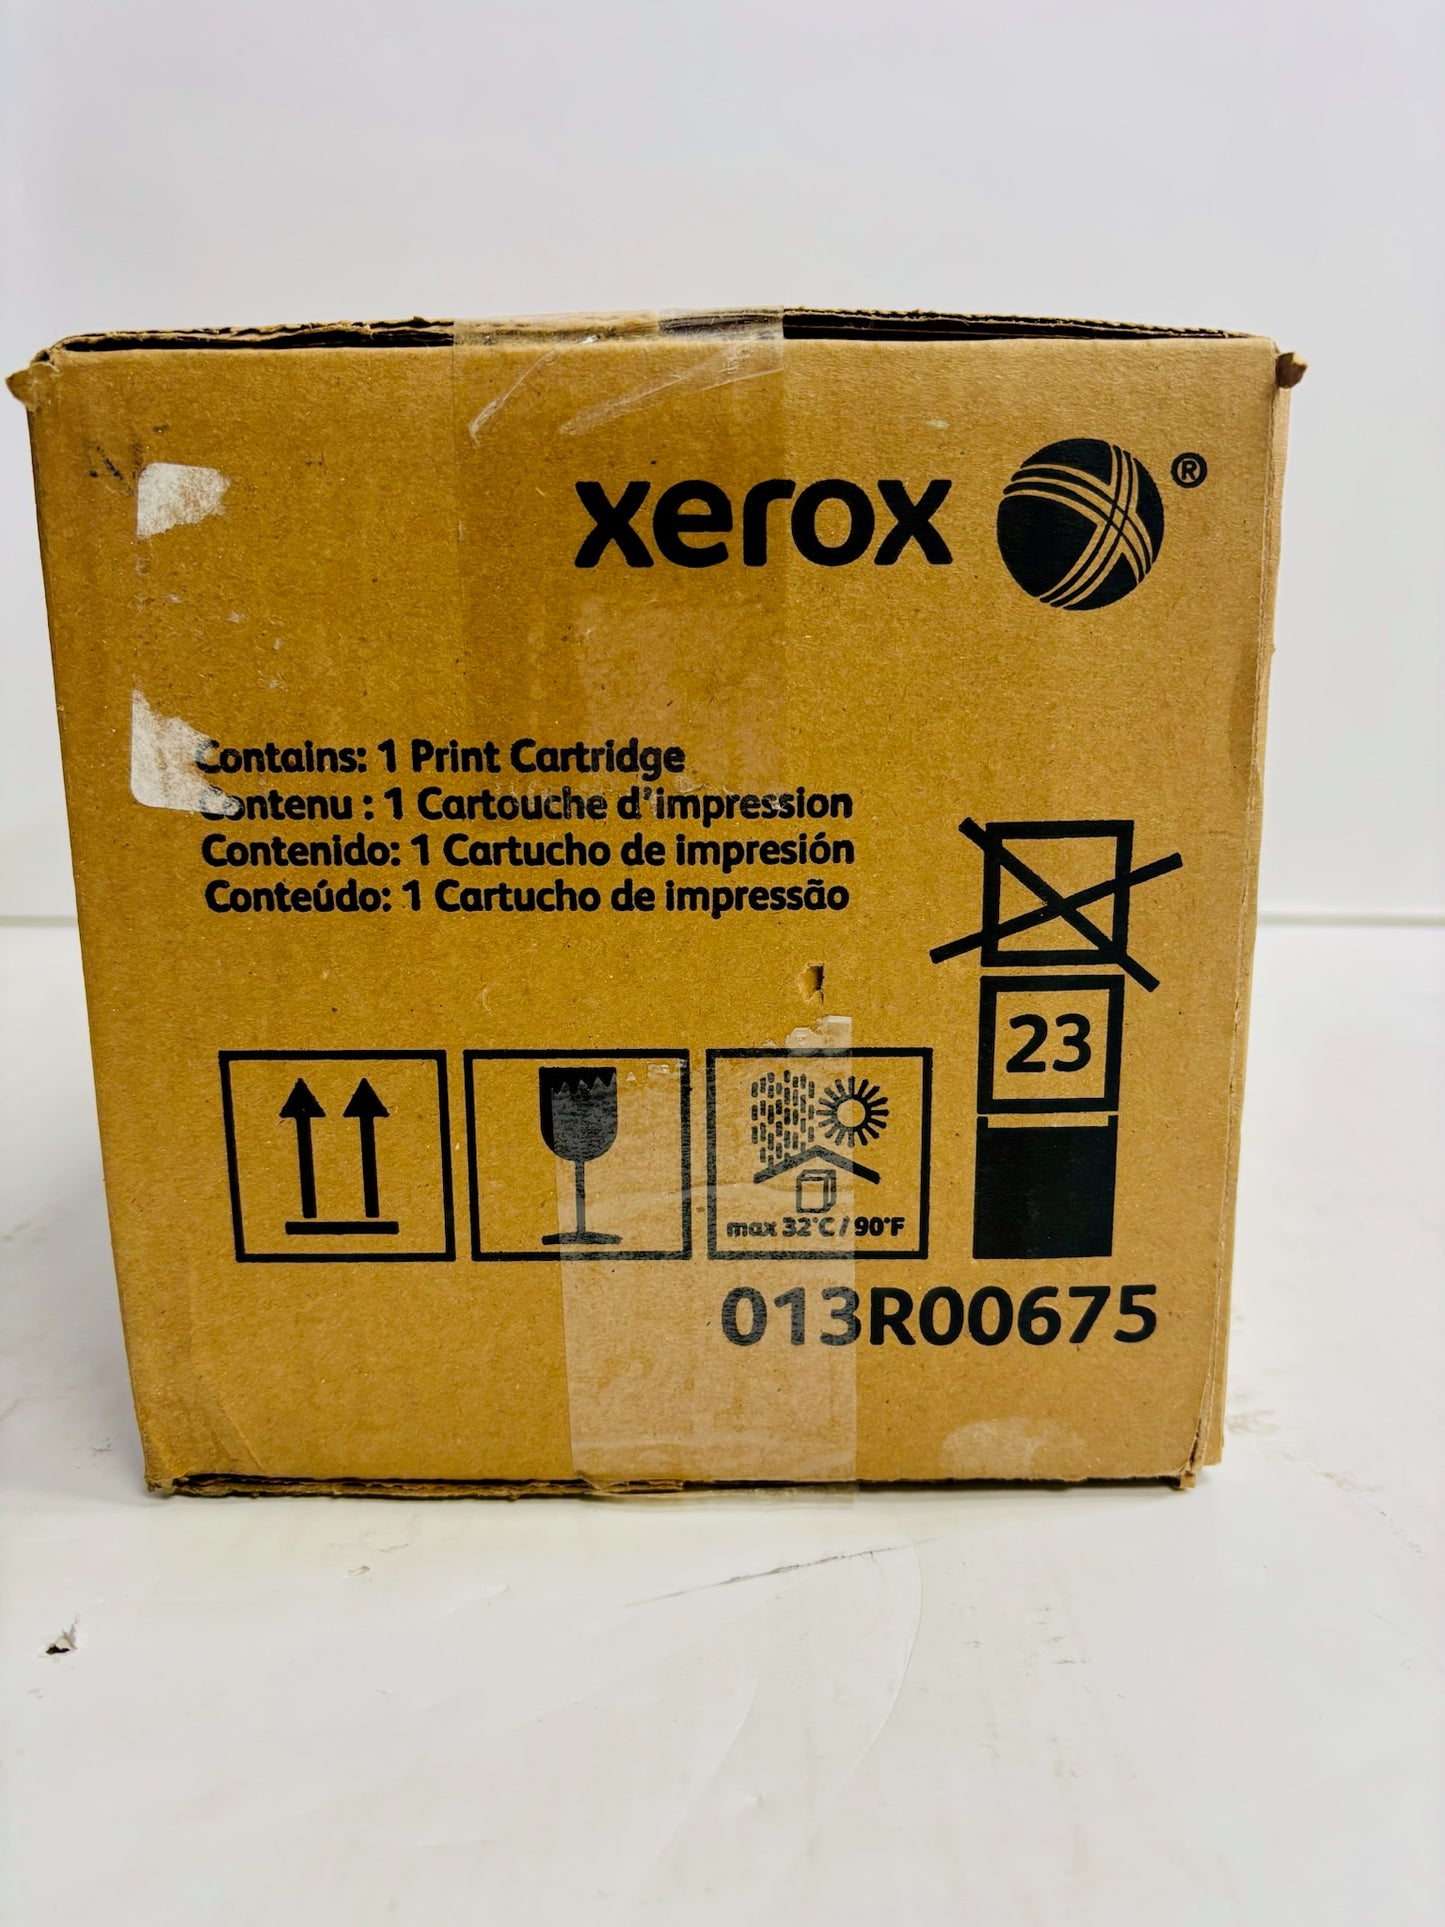 xerox ®
Contains: 1 Print Cartridge
Contenu : 1 Cartouche d'impression
Contenido: 1 Cartucho de impresión
Conteúdo: 1 Cartucho de impressão
23
max 32°C / 90°F
013R00675